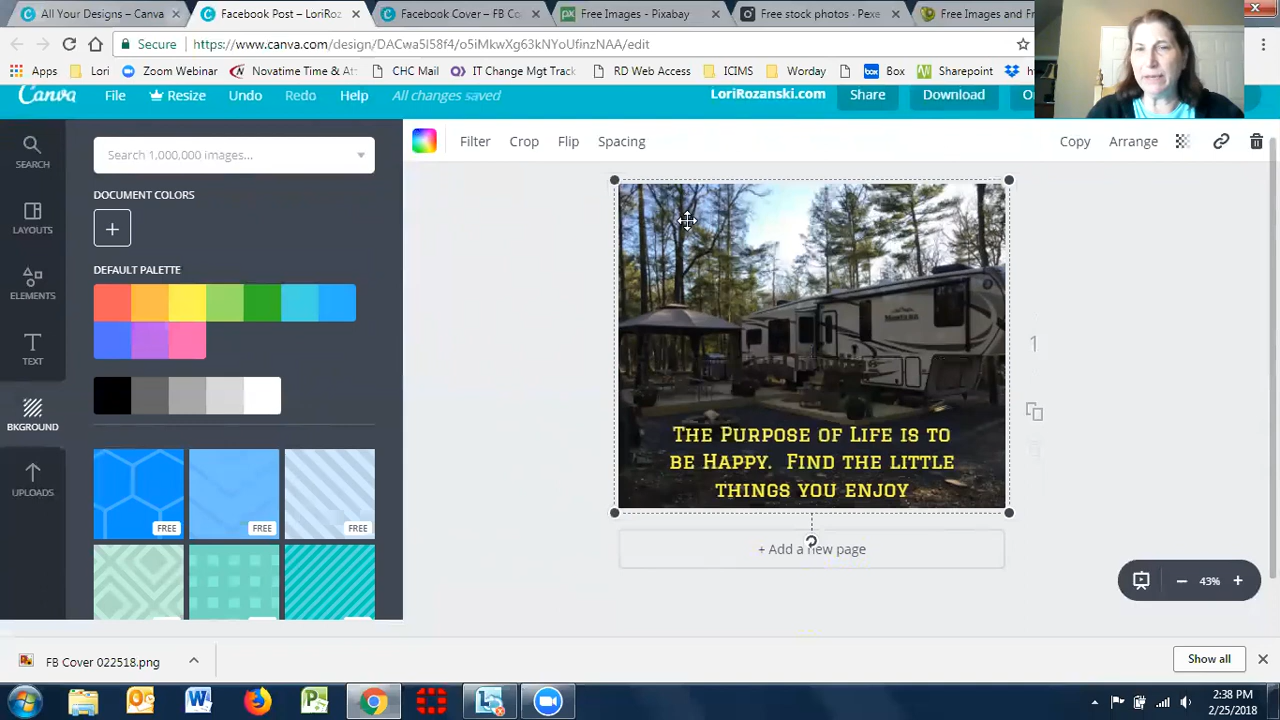 All Your Designs – Canva
Facebook Post – LoriRoz
Facebook Cover – FB C
Free Images - Pixabay
Free stock photos · Pexe
Free Images and Fr
Secure
https://www.canva.com/design/DACwa5i58f4/
/edit
Apps
Lori
Zoom Webinar
Novatime Time & At
CHC Mail
IT Change Mgt Track
RD Web Access
ICIMS
Worday
Box
Sharepoint
ht
Canva
File
Resize
Undo
Redo
Help
All changes saved
LoriRozanski.com
Share
Download
SEARCH
LAYOUTS
ELEMENTS
TEXT
BKGROUND
UPLOADS
Search 1,000,000 images...
DOCUMENT COLORS
DEFAULT PALETTE
FREE
FREE
FREE
Filter
Crop
Flip
Spacing
Copy
Arrange
The Purpose of Life is to
be Happy. Find the little
things you enjoy
1
+ Add a new page
43%
FB Cover 022518.png
Show all
2:38 PM
2/25/2018